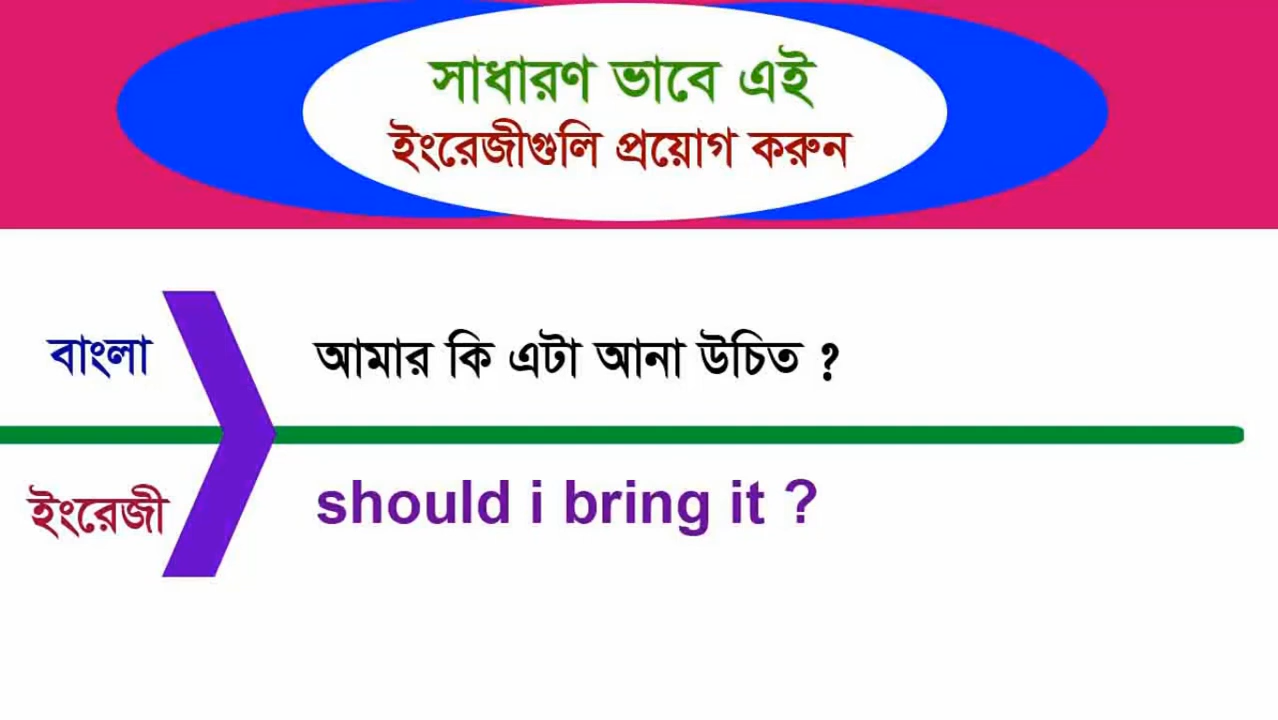 সাধারণ ভাবে এই
ইংরেজীগুলি প্রয়োগ করুন
বাংলা
আমার কি এটা আনা উচিত ?
ইংরেজী
should i bring it ?